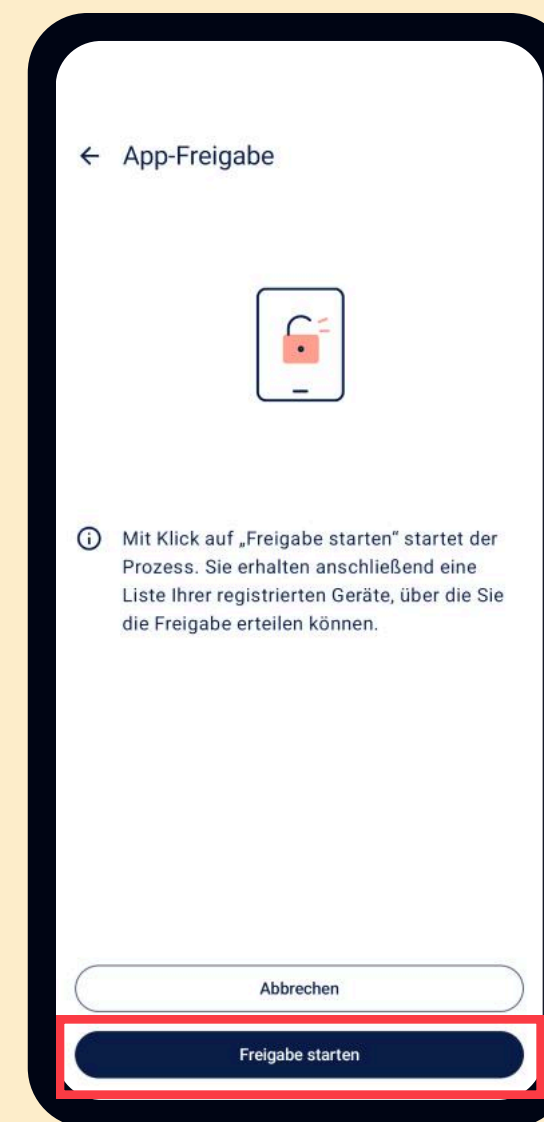 App-Freigabe
Mit Klick auf „Freigabe starten“ startet der
Prozess. Sie erhalten anschließend eine
Liste Ihrer registrierten Geräte, über die Sie
die Freigabe erteilen können.
Abbrechen
Freigabe starten